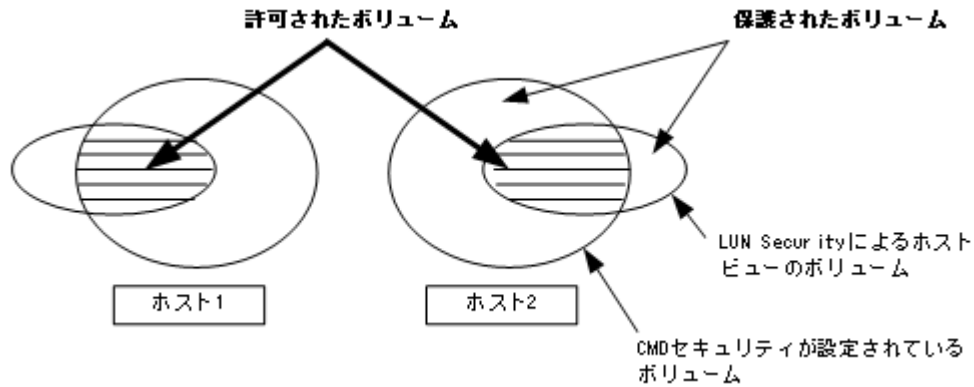 許可されたボリューム
保護されたボリューム
LUN Securityによるホスト
ビューのボリューム
ホスト1
ホスト2
CMDセキュリティが設定されている
ボリューム